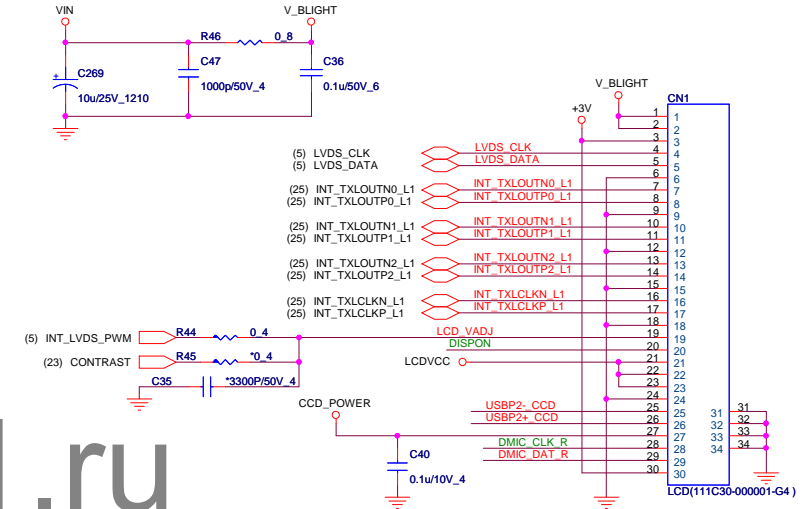 VIN
V_BLIGHT
R46
0_8
C47
C36
C269
1000p/50V_4
0.1u/50V_6
10u/25V_1210
V_BLIGHT
CN1
+3V
1 1
2 2
3 3
(5) LVDS_CLK LVDS_CLK 4 4
(5) LVDS_DATA LVDS_DATA 5 5
6 6
(25) INT_TXLOUTN0_L1 INT_TXLOUTN0_L1 7 7
(25) INT_TXLOUTP0_L1 INT_TXLOUTP0_L1 8 8
9 9
(25) INT_TXLOUTN1_L1 INT_TXLOUTN1_L1 10 10
(25) INT_TXLOUTP1_L1 INT_TXLOUTP1_L1 11 11
12 12
(25) INT_TXLOUTN2_L1 INT_TXLOUTN2_L1 13 13
(25) INT_TXLOUTP2_L1 INT_TXLOUTP2_L1 14 14
15 15
(25) INT_TXLCLKN_L1 INT_TXLCLKN_L1 16 16
(25) INT_TXLCLKP_L1 INT_TXLCLKP_L1 17 17
18 18
(5) INT_LVDS_PWM R44 0_4 LCD_VADJ 19 19
DISPON 20 20
(23) CONTRAST R45 *0_4 LCDVCC 21 21
22 22
C35 *3300P/50V_4 23 23
24 24
CCD_POWER USBP2-_CCD 25 25 31 31
USBP2+_CCD 26 26 32 32
27 27 33 33
DMIC_CLK_R 28 28 34 34
C40 DMIC_DAT_R 29 29
0.1u/10V_4 30 30
LCD(111C30-000001-G4 )
.ru